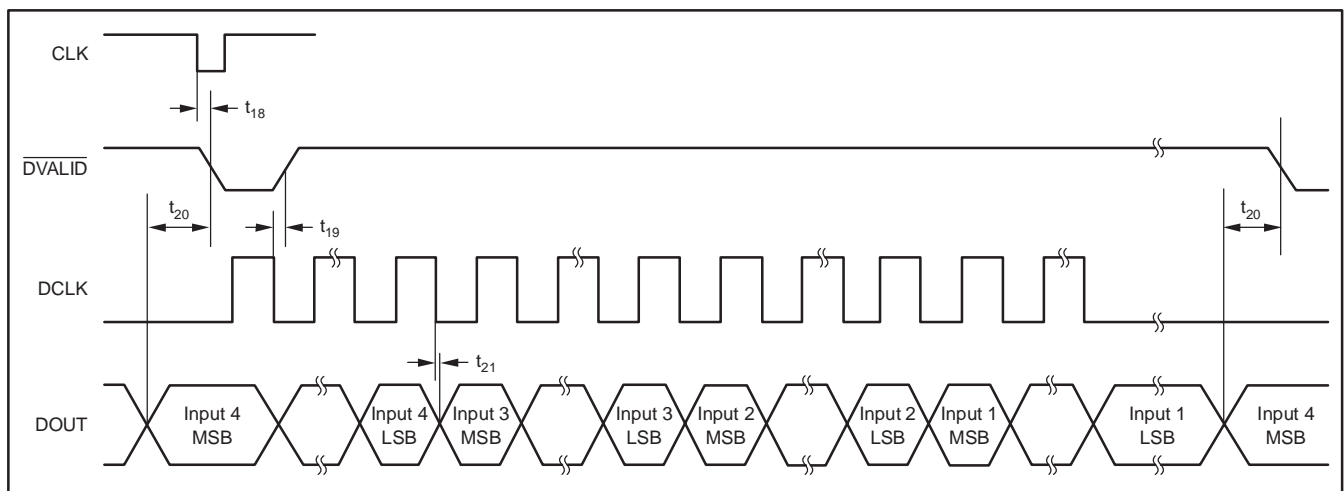 CLK
t18
DVALID
t20
t19
t20
DCLK
t21
DOUT
Input 4
MSB
Input 4
LSB
Input 3
MSB
Input 3
LSB
Input 2
MSB
Input 2
LSB
Input 1
MSB
Input 1
LSB
Input 4
MSB